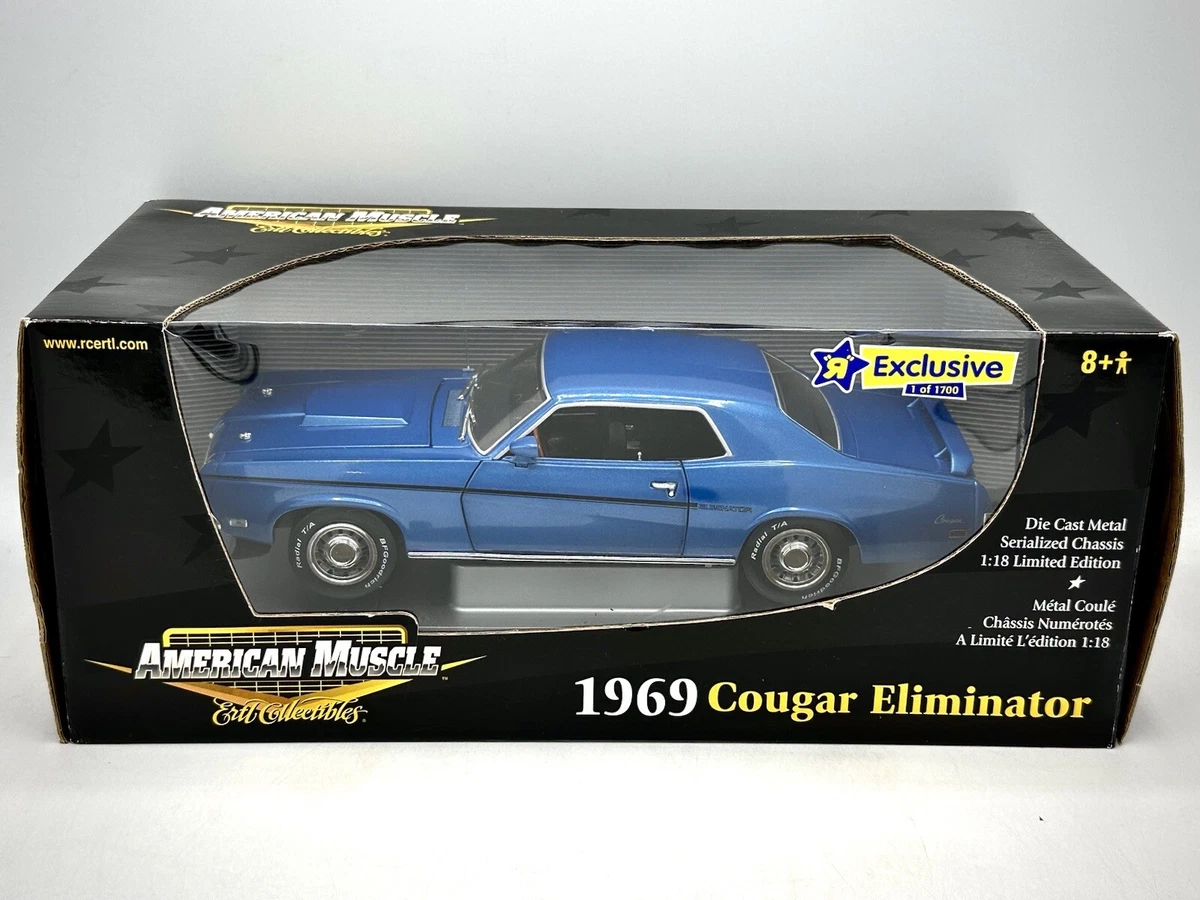 AMERICAN MUSCLE
Ertl Collectibles
www.rcertl.com
R Exclusive
1 of 1700
8+
ELIMINATOR
Cougar
Radial T/A
BFGoodrich
Radial T/A
BFGoodrich
Die Cast Metal
Serialized Chassis
1:18 Limited Edition
Métal Coulé
Châssis Numérotés
A Limité L'édition 1:18
AMERICAN MUSCLE™
Ertl Collectibles®
1969 Cougar Eliminator